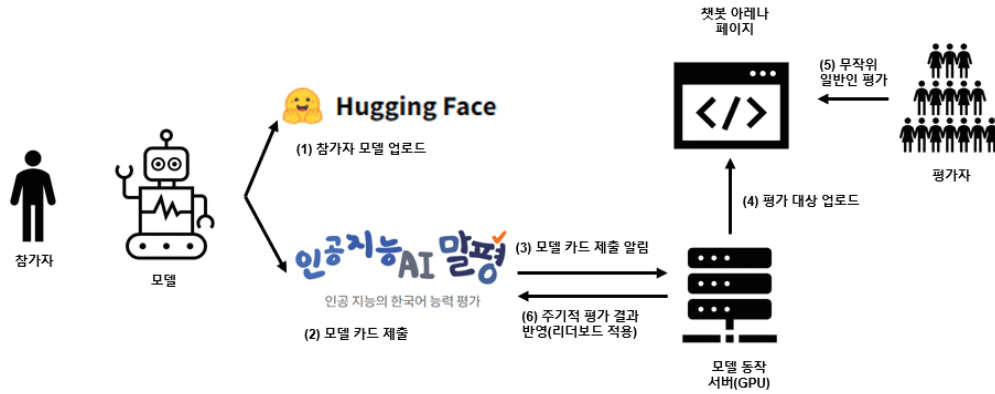 챗봇 아레나
페이지
(5) 무작위
일반인 평가
Hugging Face
</>
(1) 참가자 모델 업로드
평가자
(4) 평가 대상 업로드
인공지능AI 말평
(3) 모델 카드 제출 알림
참가자
모델
인공 지능의 한국어 능력 평가
(6) 주기적 평가 결과
반영(리더보드 적용)
(2) 모델 카드 제출
모델 동작
서버(GPU)